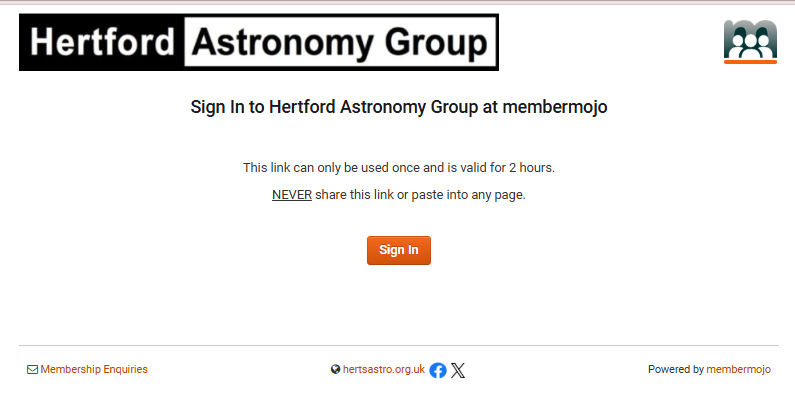 Hertford Astronomy Group
Sign In to Hertford Astronomy Group at membermojo
This link can only be used once and is valid for 2 hours.
NEVER share this link or paste into any page.
Sign In
Membership Enquiries
hertsastro.org.uk
Powered by membermojo